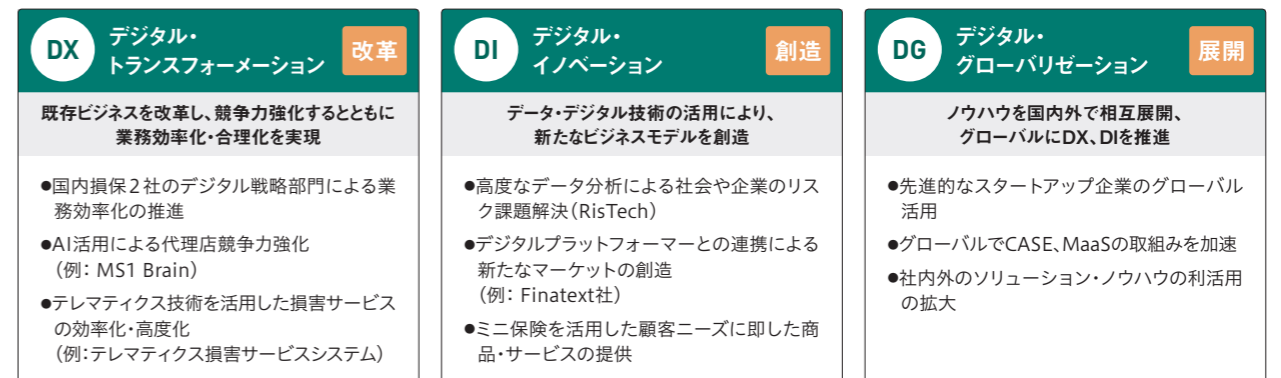 DX
デジタル・
トランスフォーメーション
改革
既存ビジネスを改革し、競争力強化するとともに
業務効率化・合理化を実現
●国内損保2社のデジタル戦略部門による業
務効率化の推進
●AI活用による代理店競争力強化
(例: MS1 Brain)
●テレマティクス技術を活用した損害サービス
の効率化・高度化
(例:テレマティクス損害サービスシステム)
DI
デジタル・
イノベーション
創造
データ・デジタル技術の活用により、
新たなビジネスモデルを創造
●高度なデータ分析による社会や企業のリス
ク課題解決(RisTech)
●デジタルプラットフォーマーとの連携による
新たなマーケットの創造
(例: Finatext社)
●ミニ保険を活用した顧客ニーズに即した商
品・サービスの提供
DG
デジタル・
グローバリゼーション
展開
ノウハウを国内外で相互展開、
グローバルにDX、DIを推進
●先進的なスタートアップ企業のグローバル
活用
●グローバルでCASE、MaaSの取組みを加速
●社内外のソリューション・ノウハウの利活用
の拡大